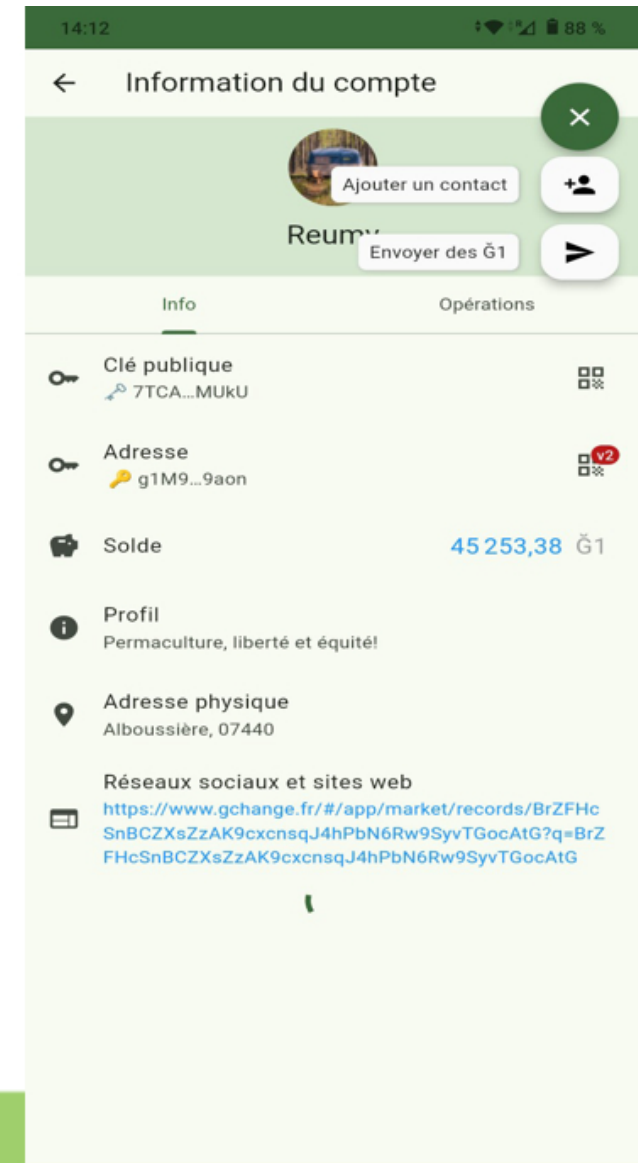 14:12
R
88 %
Information du compte
Ajouter un contact
Reumy
Envoyer des Ğ1
Info
Opérations
Clé publique
7TCA...MUkU
Adresse
g1M9...9aon
v2
Solde
45 253,38 Ğ1
Profil
Permaculture, liberté et équité!
Adresse physique
Alboussière, 07440
Réseaux sociaux et sites web
https://www.gchange.fr/#/app/market/records/BrZFHc
SnBCZXsZzAK9cxcnsqJ4hPbN6Rw9SyvTGocAtG?q=BrZ
FHcSnBCZXsZzAK9cxcnsqJ4hPbN6Rw9SyvTGocAtG